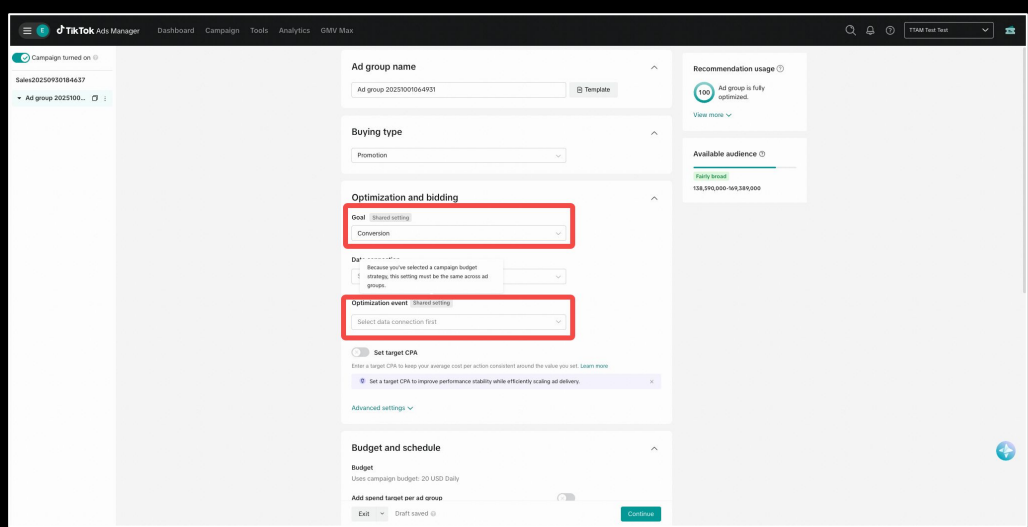 E TikTok Ads Manager Dashboard Campaign Tools Analytics GMV Max TTAM Test Test
Campaign turned on
Sales20250930184637
Ad group 2025100...
Ad group name
Ad group 20251001064931
Template
Buying type
Promotion
Optimization and bidding
Goal Shared setting
Conversion
Because you've selected a campaign budget
strategy, this setting must be the same across ad
groups.
Optimization event Shared setting
Select data connection first
Set target CPA
Enter a target CPA to keep your average cost per action consistent around the value you set. Learn more
Set a target CPA to improve performance stability while efficiently scaling ad delivery.
Advanced settings
Budget and schedule
Budget
Uses campaign budget: 20 USD Daily
Add spend target per ad group
Exit Draft saved Continue
Recommendation usage
100 Ad group is fully
optimized.
View more
Available audience
Fairly broad
138,590,000-169,389,000